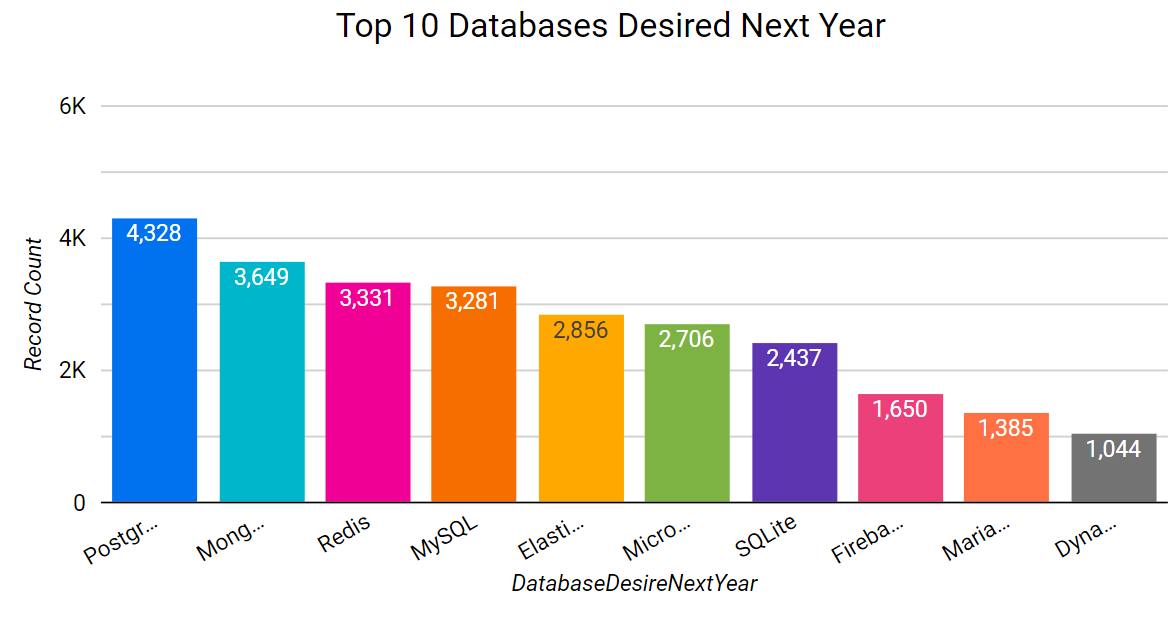 Top 10 Databases Desired Next Year
6K
4K
2K
0
Record Count
4,328
3,649
3,331
3,281
2,856
2,706
2,437
1,650
1,385
1,044
Postgr...
Mong...
Redis
MySQL
Elasti...
Micro...
SQLite
Fireba...
Maria...
Dyna...
DatabaseDesireNextYear